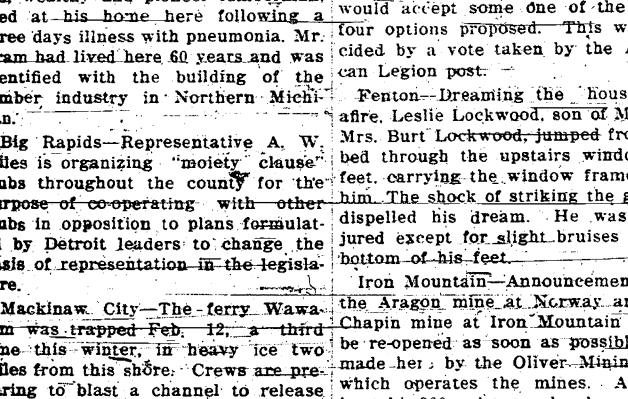 ed at his home here following a
ree days illness with pneumonia. Mr.
ram had lived here 60 years and was
entified with the building of the
mber industry in Northern Michi-
n.
Big Rapids—Representative A. W.
iles is organizing "moiety clause"
ubs throughout the county for the
urpose of co-operating with other
ubs in opposition to plans formulat-
by Detroit leaders to change the
sis of representation in the legisla-
re.
Mackinaw City—The ferry Wawa-
m was trapped Feb. 12, a third
me this winter, in heavy ice two
iles from this shore. Crews are pre-
ring to blast a channel to release
would accept some one of the
four options proposed. This w
cided by a vote taken by the A
can Legion post.
Fenton—Dreaming the hous
afire, Leslie Lockwood, son of M
Mrs. Burt Lockwood, jumped fro
bed through the upstairs windo
feet, carrying the window frame
him. The shock of striking the g
dispelled his dream. He was
jured except for slight bruises
bottom of his feet.
Iron Mountain—Announcemen
the Aragon mine at Norway an
Chapin mine at Iron Mountain
be re-opened as soon as possibl
made her by the Oliver Minin
which operates the mines. A